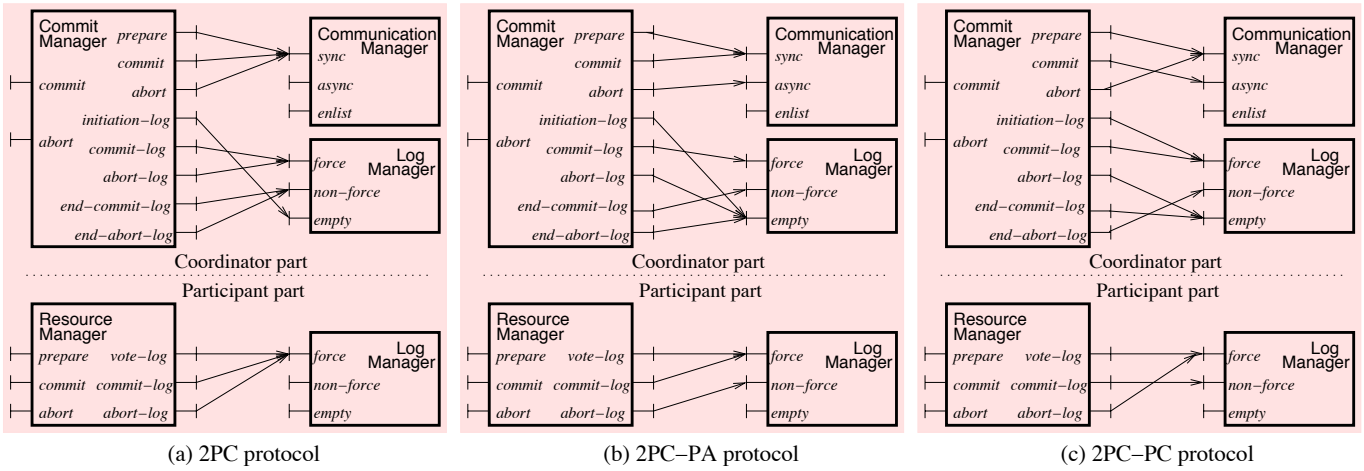 Commit
Manager
prepare
commit
abort
initiation–log
commit–log
abort–log
end–commit–log
end–abort–log
commit
abort
Communication
Manager
sync
async
enlist
Log
Manager
force
non–force
empty
Coordinator part
Participant part
Resource
Manager
prepare
commit
abort
vote–log
commit–log
abort–log
Log
Manager
force
non–force
empty
(a) 2PC protocol
Commit
Manager
prepare
commit
abort
initiation–log
commit–log
abort–log
end–commit–log
end–abort–log
commit
abort
Communication
Manager
sync
async
enlist
Log
Manager
force
non–force
empty
Coordinator part
Participant part
Resource
Manager
prepare
commit
abort
vote–log
commit–log
abort–log
Log
Manager
force
non–force
empty
(b) 2PC–PA protocol
Commit
Manager
prepare
commit
abort
initiation–log
commit–log
abort–log
end–commit–log
end–abort–log
commit
abort
Communication
Manager
sync
async
enlist
Log
Manager
force
non–force
empty
Coordinator part
Participant part
Resource
Manager
prepare
commit
abort
vote–log
commit–log
abort–log
Log
Manager
force
non–force
empty
(c) 2PC–PC protocol